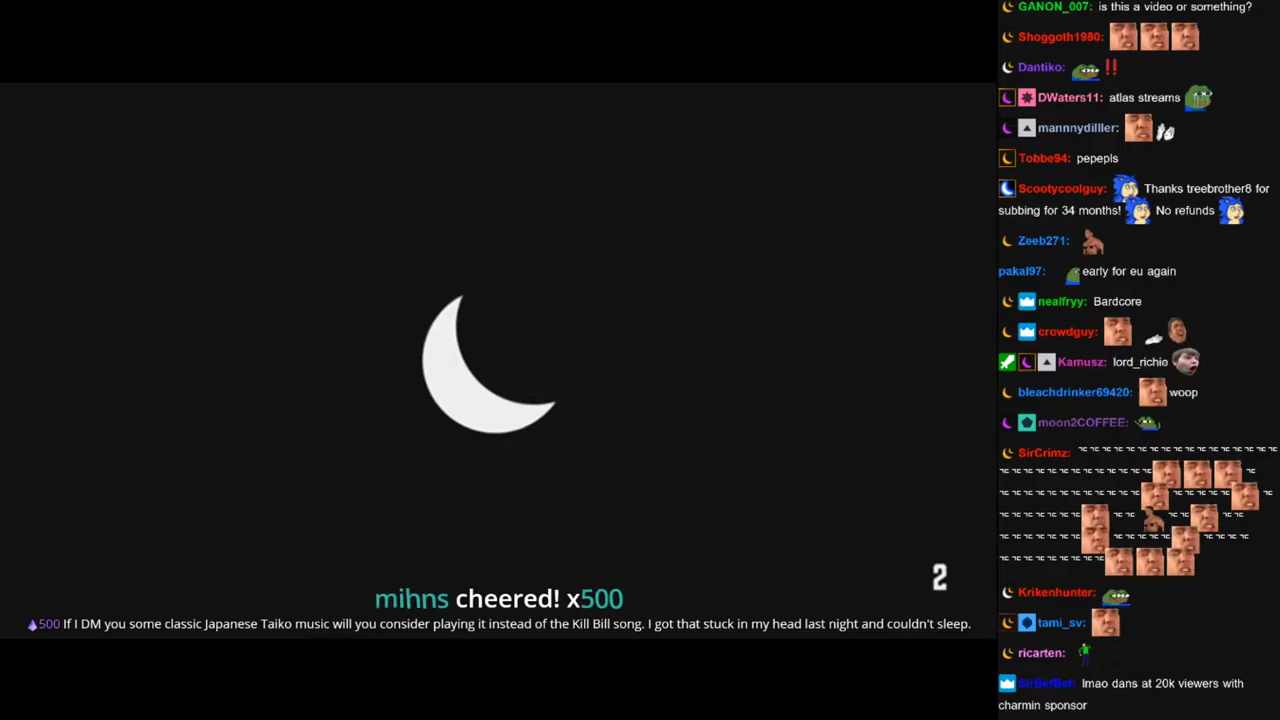 GANON_007: is this a video or something?
Shoggoth1980:
Dantiko: ‼
DWaters11: atlas streams
mannnydilller:
Tobbe94: pepepls
Scootycoolguy: Thanks treebrother8 for
subbing for 34 months! No refunds
Zeeb271:
pakal97: early for eu again
nealfryy: Bardcore
crowdguy:
Kamusz: lord_richie
bleachdrinker69420: woop
moon2COFFEE:
SirCrimz:
Krikenhunter:
tami_sv:
ricarten:
SirBefBef: lmao dans at 20k viewers with
charmin sponsor
2
mihns cheered! x500
500 If I DM you some classic Japanese Taiko music will you consider playing it instead of the Kill Bill song. I got that stuck in my head last night and couldn't sleep.